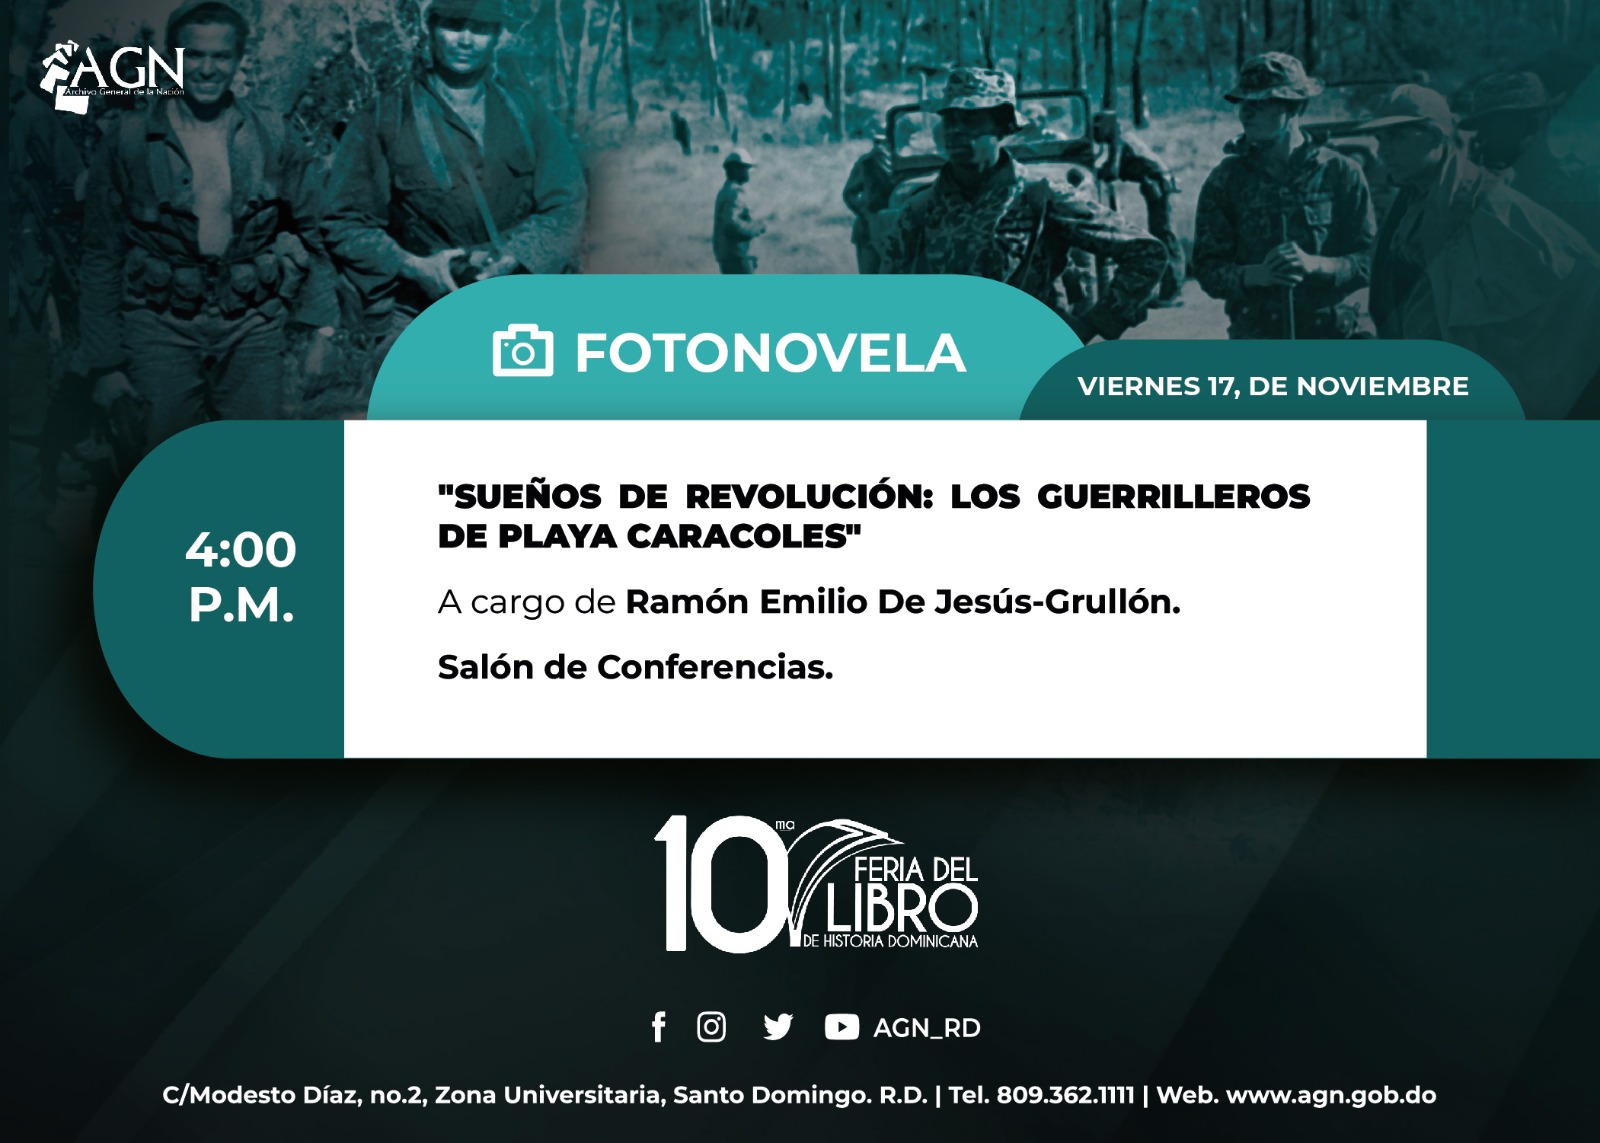 AGN
Archivo General de la Nación
FOTONOVELA
VIERNES 17, DE NOVIEMBRE
4:00
P.M.
"SUEÑOS DE REVOLUCIÓN: LOS GUERRILLEROS
DE PLAYA CARACOLES"
A cargo de Ramón Emilio De Jesús-Grullón.
Salón de Conferencias.
10ma
FERIA DEL
LIBRO
DE HISTORIA DOMINICANA
AGN_RD
C/Modesto Díaz, no.2, Zona Universitaria, Santo Domingo. R.D. | Tel. 809.362.1111 | Web. www.agn.gob.do